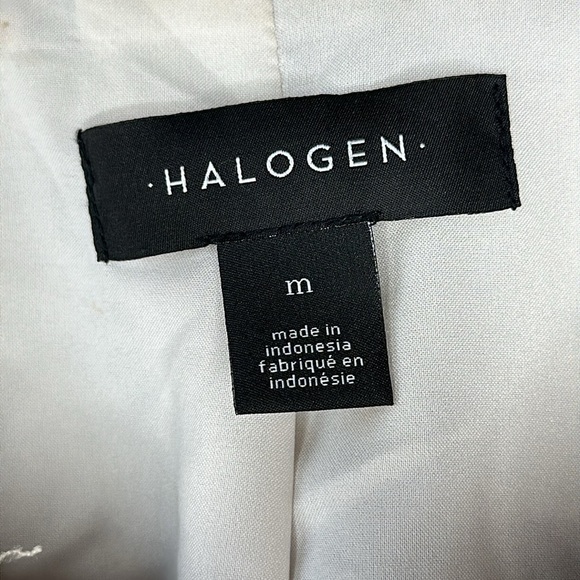 ·HALOGEN·
m
made in
indonesia
fabriqué en
indonésie